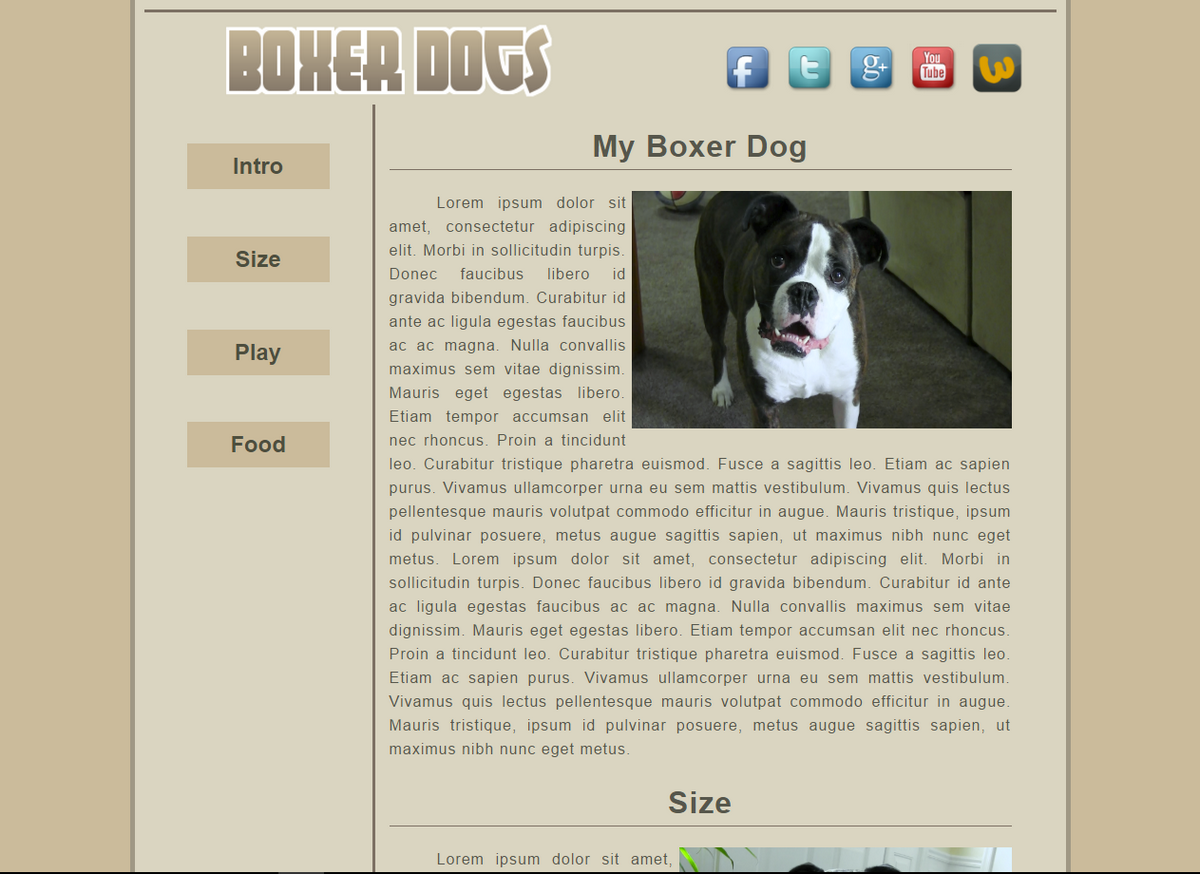 BOXER DOGS
f t g+ You Tube W
Intro
Size
Play
Food
My Boxer Dog
Lorem ipsum dolor sit
amet, consectetur adipiscing
elit. Morbi in sollicitudin turpis.
Donec faucibus libero id
gravida bibendum. Curabitur id
ante ac ligula egestas faucibus
ac ac magna. Nulla convallis
maximus sem vitae dignissim.
Mauris eget egestas libero.
Etiam tempor accumsan elit
nec rhoncus. Proin a tincidunt
leo. Curabitur tristique pharetra euismod. Fusce a sagittis leo. Etiam ac sapien
purus. Vivamus ullamcorper urna eu sem mattis vestibulum. Vivamus quis lectus
pellentesque mauris volutpat commodo efficitur in augue. Mauris tristique, ipsum
id pulvinar posuere, metus augue sagittis sapien, ut maximus nibh nunc eget
metus. Lorem ipsum dolor sit amet, consectetur adipiscing elit. Morbi in
sollicitudin turpis. Donec faucibus libero id gravida bibendum. Curabitur id ante
ac ligula egestas faucibus ac ac magna. Nulla convallis maximus sem vitae
dignissim. Mauris eget egestas libero. Etiam tempor accumsan elit nec rhoncus.
Proin a tincidunt leo. Curabitur tristique pharetra euismod. Fusce a sagittis leo.
Etiam ac sapien purus. Vivamus ullamcorper urna eu sem mattis vestibulum.
Vivamus quis lectus pellentesque mauris volutpat commodo efficitur in augue.
Mauris tristique, ipsum id pulvinar posuere, metus augue sagittis sapien, ut
maximus nibh nunc eget metus.
Size
Lorem ipsum dolor sit amet,